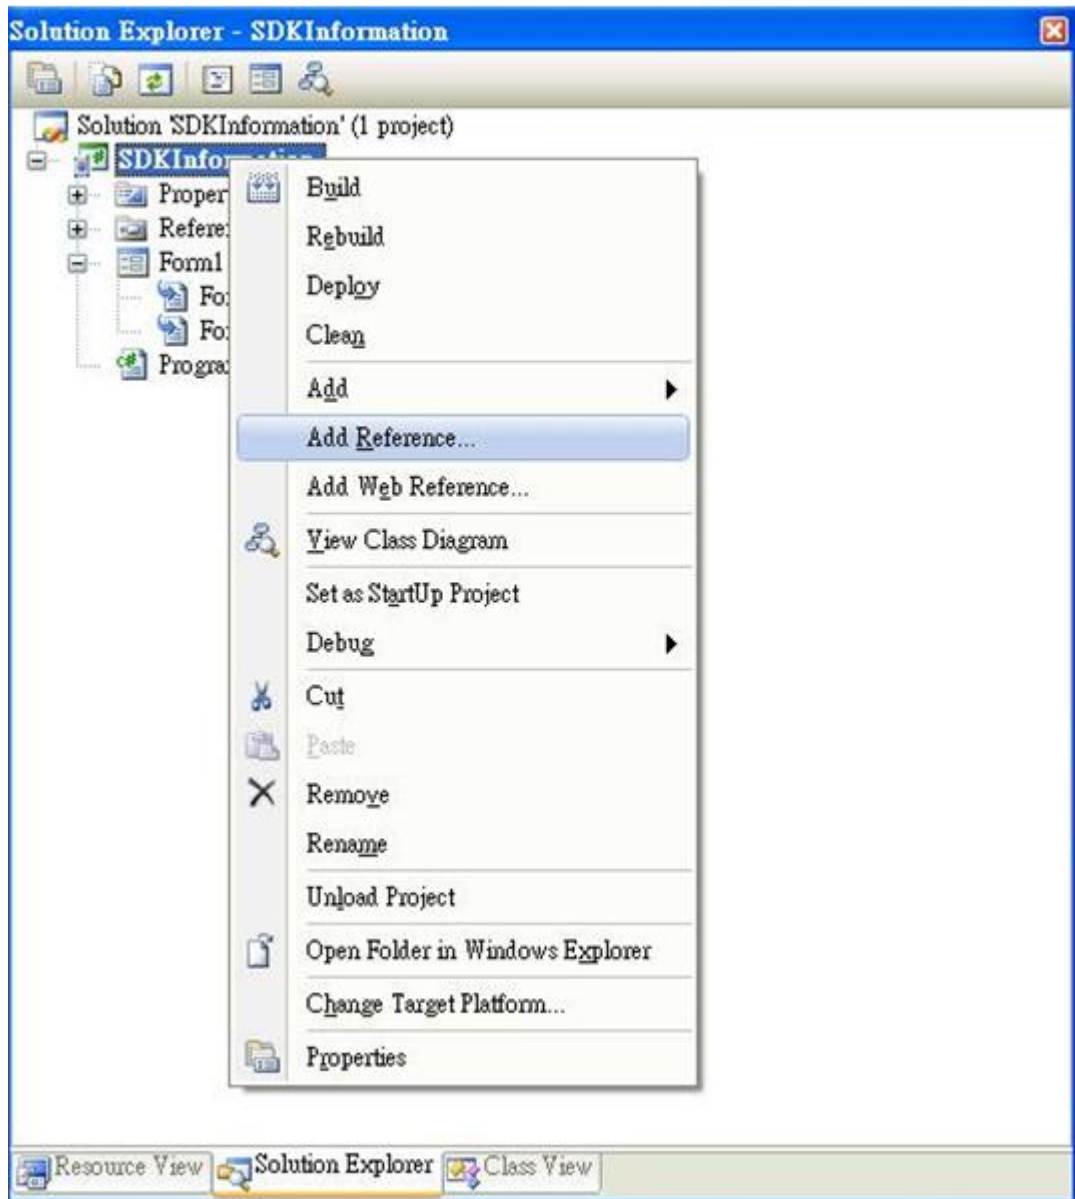 Solution Explorer - SDKInformation
Solution 'SDKInformation' (1 project)
SDKInformation
Proper
Refere
Form1
Fo
Fo
Progra
Build
Rebuild
Deploy
Clean
Add
Add Reference...
Add Web Reference...
View Class Diagram
Set as StartUp Project
Debug
Cut
Paste
Remove
Rename
Unload Project
Open Folder in Windows Explorer
Change Target Platform...
Properties
Resource View Solution Explorer Class View